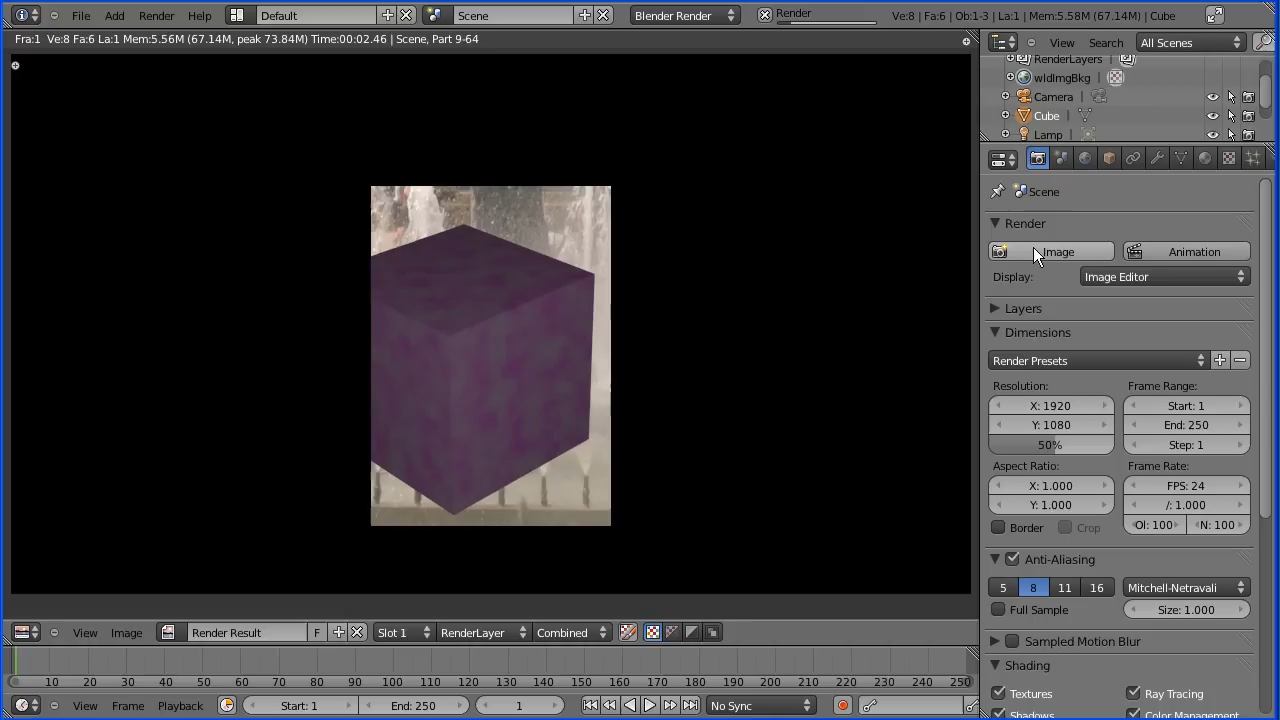 File Add Render Help Default Scene Blender Render Render Ve:8 | Fa:6 | Ob:1-3 | La:1 | Mem:5.58M (67.14M) | Cube
Fra:1 Ve:8 Fa:6 La:1 Mem:5.56M (67.14M, peak 73.84M) Time:00:02.46 | Scene, Part 9-64
View Search All Scenes
RenderLayers |
wldImgBkg |
Camera |
Cube |
Lamp |
Scene
Render
Image Animation
Display: Image Editor
Layers
Dimensions
Render Presets
Resolution: Frame Range:
X: 1920 Start: 1
Y: 1080 End: 250
50% Step: 1
Aspect Ratio: Frame Rate:
X: 1.000 FPS: 24
Y: 1.000 /: 1.000
Border Crop Ol: 100 N: 100
Anti-Aliasing
5 8 11 16 Mitchell-Netravali
Full Sample Size: 1.000
Sampled Motion Blur
Shading
Textures Ray Tracing
Shadows Color Management
View Image Render Result F Slot 1 RenderLayer Combined
10 20 30 40 50 60 70 80 90 100 110 120 130 140 150 160 170 180 190 200 210 220 230 240 250
View Frame Playback Start: 1 End: 250 1 No Sync